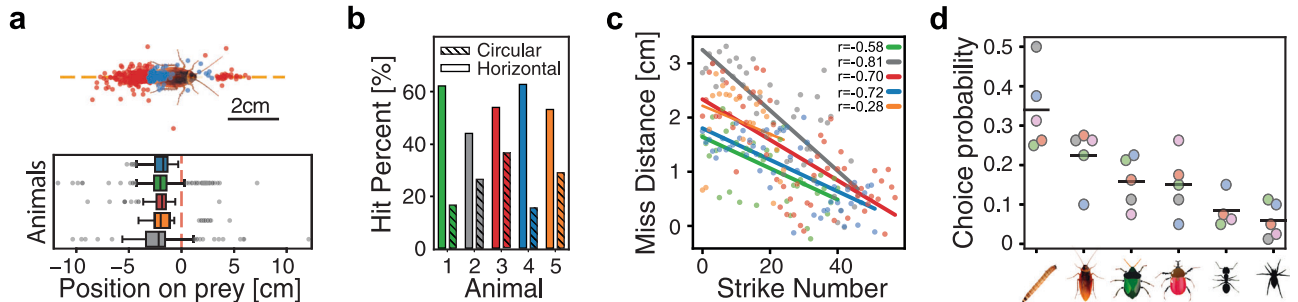 a
2cm
Animals
−10
−5
0
5
10
Position on prey [cm]
b
Circular
Horizontal
Hit Percent [%]
60
40
20
0
1 2 3 4 5
Animal
c
r=-0.58
r=-0.81
r=-0.70
r=-0.72
r=-0.28
Miss Distance [cm]
3
2
1
0
0
20
40
Strike Number
d
Choice probability
0.5
0.4
0.3
0.2
0.1
0